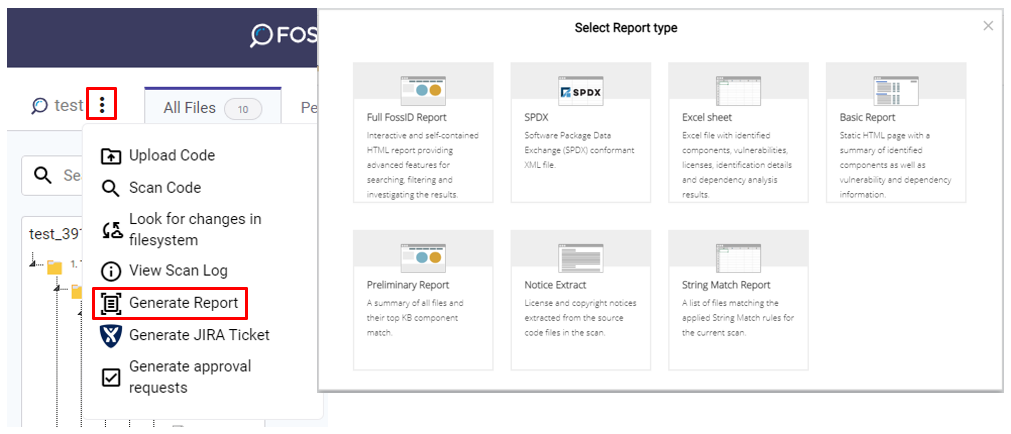 FOS
test
All Files 10 Pe
Upload Code
Se
Scan Code
Look for changes in
filesystem
test_397
1.
View Scan Log
Generate Report
Generate JIRA Ticket
Generate approval
requests
Select Report type
Full FossID Report
Interactive and self-contained
HTML report providing
advanced features for
searching, filtering and
investigating the results.
SPDX
SPDX
Software Package Data
Exchange (SPDX) conformant
XML file.
Excel sheet
Excel file with identified
components, vulnerabilities,
licenses, identification details
and dependency analysis
results.
Basic Report
Static HTML page with a
summary of identified
components as well as
vulnerability and dependency
information.
Preliminary Report
A summary of all files and
their top KB component
match.
Notice Extract
License and copyright notices
extracted from the source
code files in the scan.
String Match Report
A list of files matching the
applied String Match rules for
the current scan.